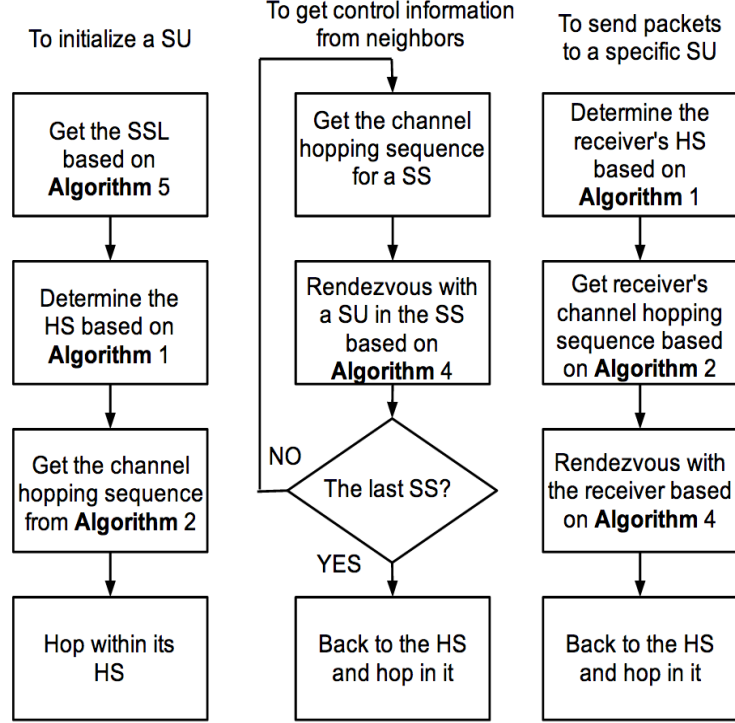 To initialize a SU
Get the SSL
based on
Algorithm 5
Determine the
HS based on
Algorithm 1
Get the channel
hopping sequence
from Algorithm 2
Hop within its
HS
To get control information
from neighbors
Get the channel
hopping sequence
for a SS
Rendezvous with
a SU in the SS
based on
Algorithm 4
The last SS?
NO
YES
Back to the HS
and hop in it
To send packets
to a specific SU
Determine the
receiver's HS
based on
Algorithm 1
Get receiver's
channel hopping
sequence based
on Algorithm 2
Rendezvous with
the receiver based
on Algorithm 4
Back to the HS
and hop in it